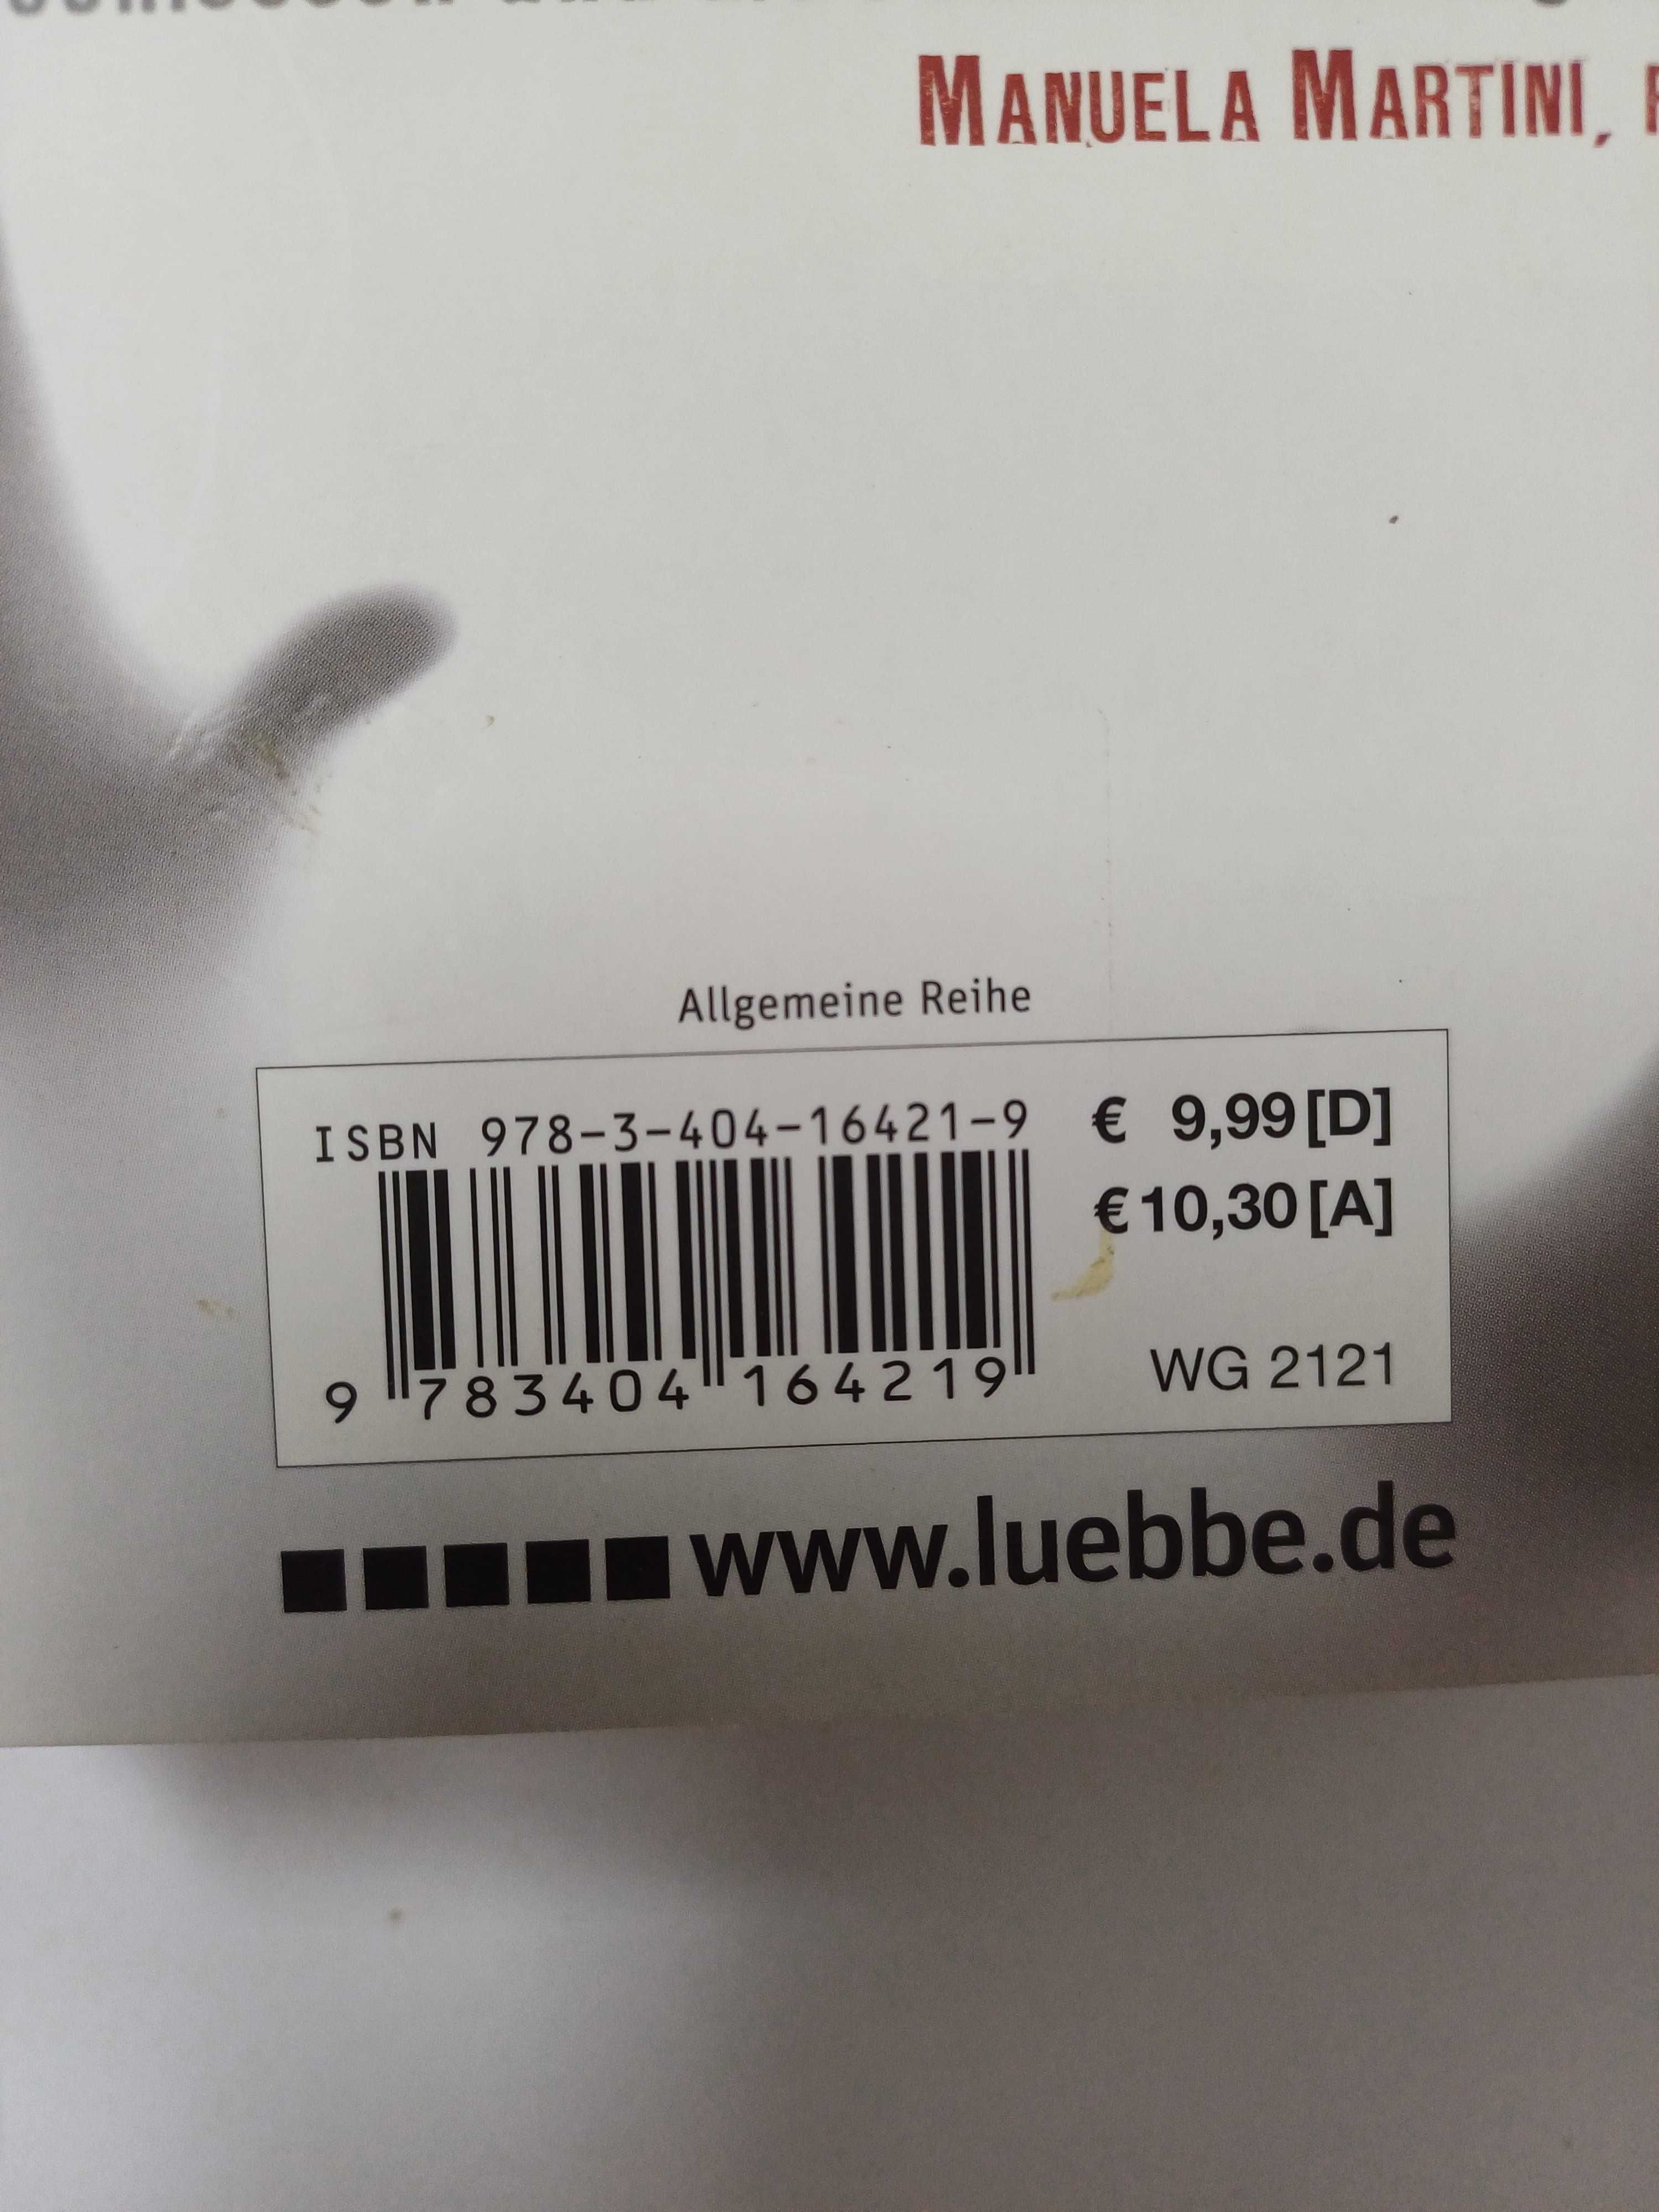 MANUELA MARTINI,
Allgemeine Reihe
ISBN 978-3-404-16421-9
€ 9,99 [D]
€ 10,30 [A]
9 783404 164219
WG 2121
www.luebbe.de